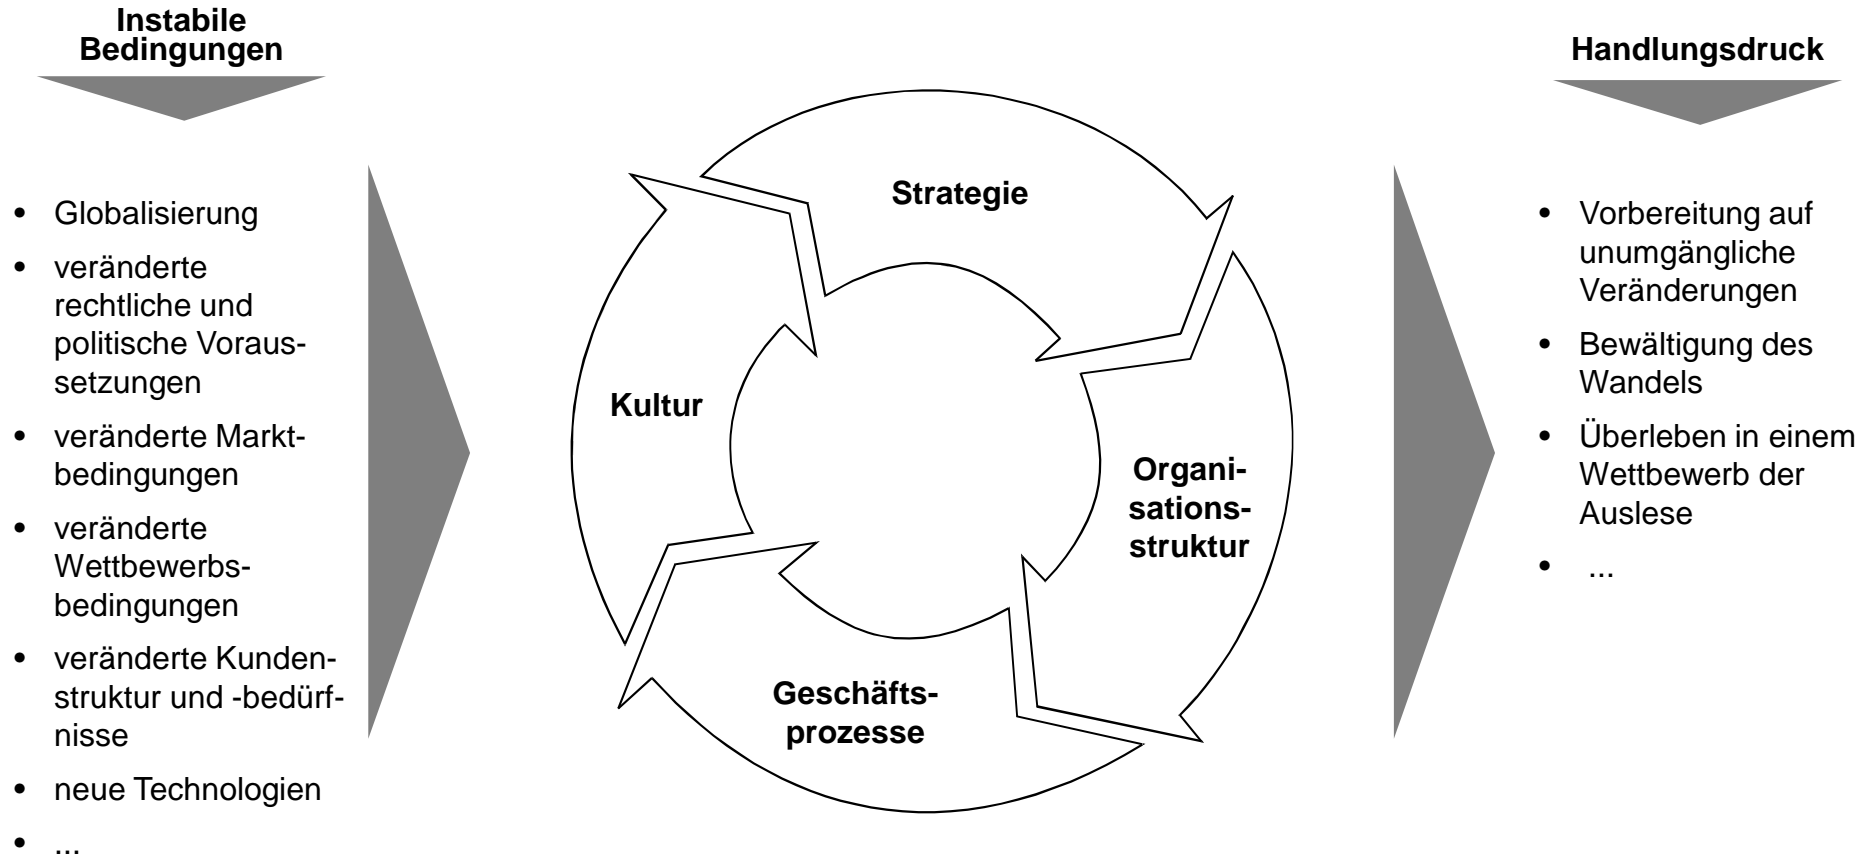 Instabile
Bedingungen
• Globalisierung
• veränderte
rechtliche und
politische Voraus-
setzungen
• veränderte Markt-
bedingungen
• veränderte
Wettbewerbs-
bedingungen
• veränderte Kunden-
struktur und -bedürf-
nisse
• neue Technologien
• ...
Strategie
Kultur
Organi-
sations-
struktur
Geschäfts-
prozesse
Handlungsdruck
• Vorbereitung auf
unumgängliche
Veränderungen
• Bewältigung des
Wandels
• Überleben in einem
Wettbewerb der
Auslese
• ...